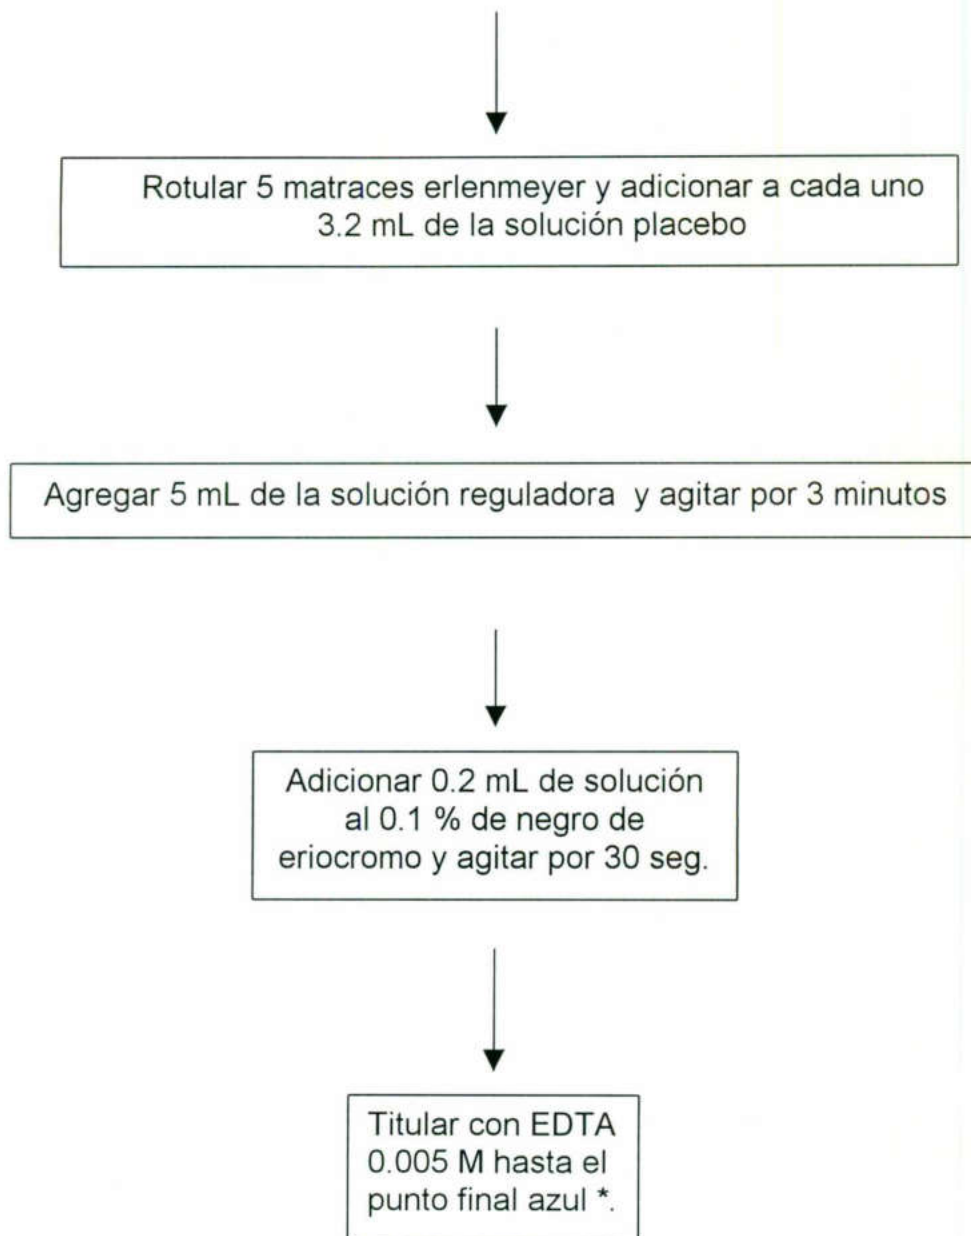 Rotular 5 matraces erlenmeyer y adicionar a cada uno
3.2 mL de la solución placebo
Agregar 5 mL de la solución reguladora y agitar por 3 minutos
Adicionar 0.2 mL de solución
al 0.1 % de negro de
eriocromo y agitar por 30 seg.
Titular con EDTA
0.005 M hasta el
punto final azul *.